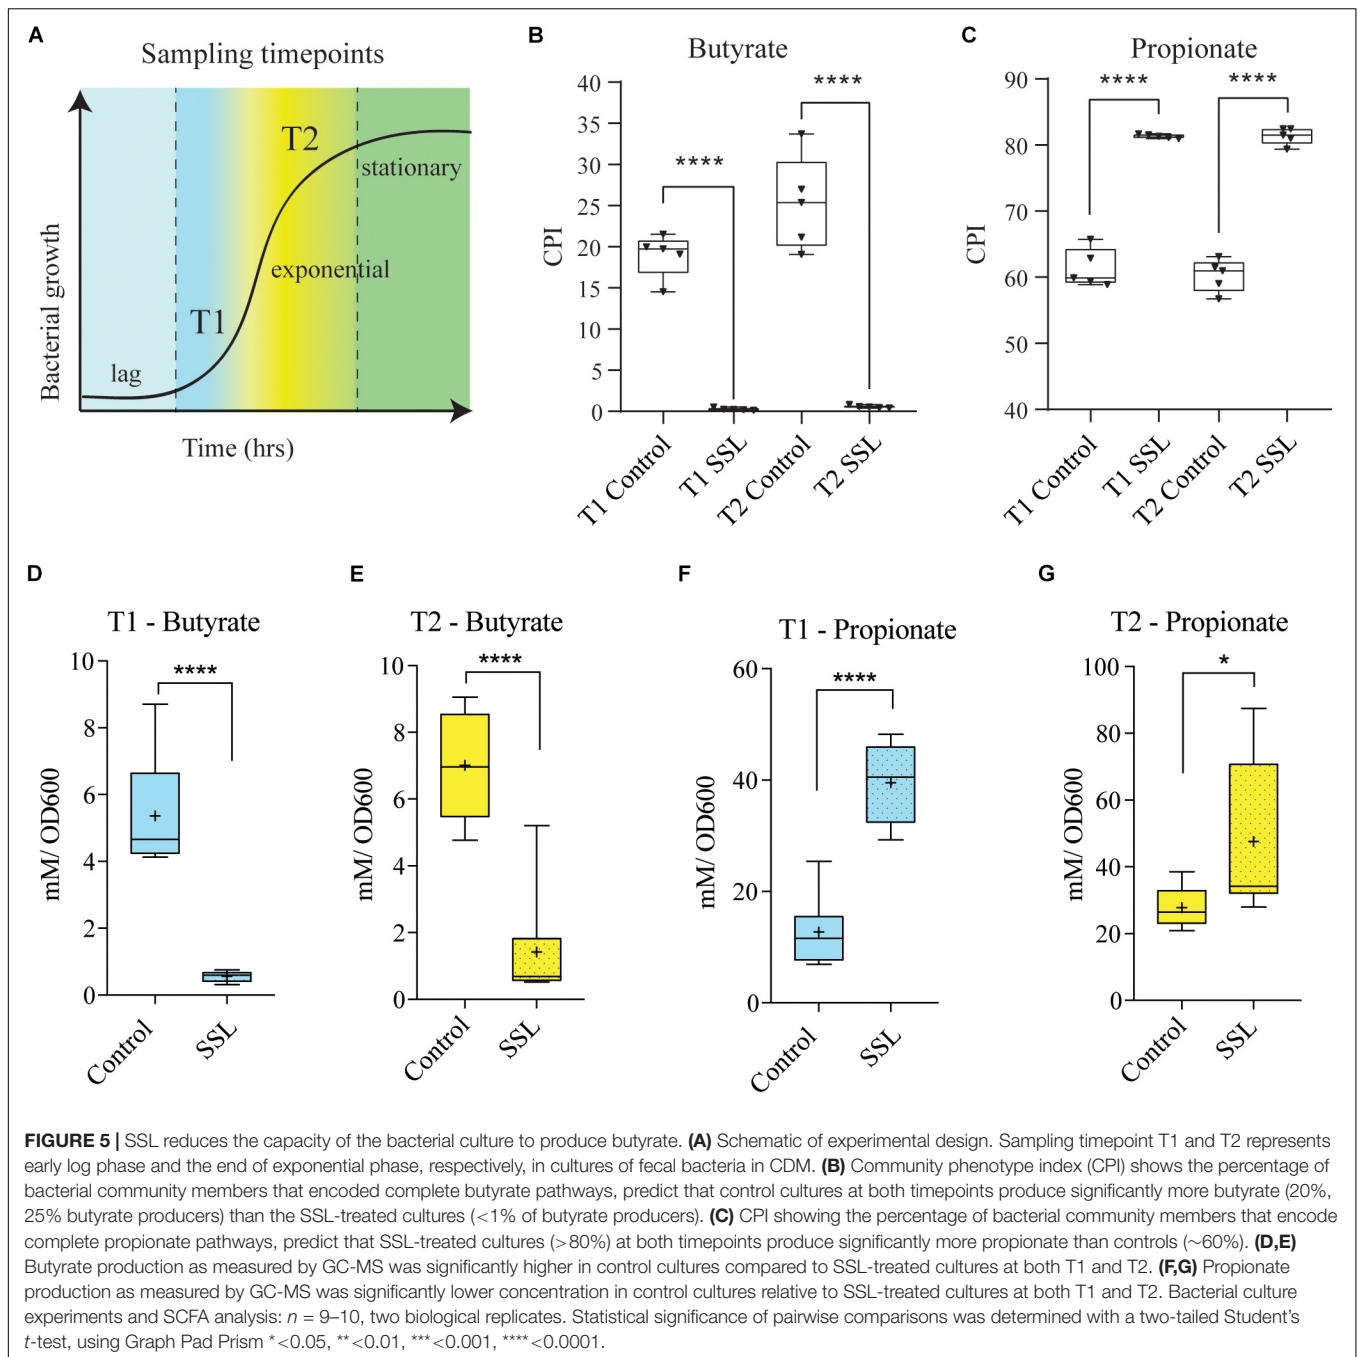 A
Sampling timepoints
Bacterial growth
lag
T1
T2
exponential
stationary
Time (hrs)
B
Butyrate
CPI
40
35
30
25
20
15
10
5
0
****
****
T1 Control
T1 SSL
T2 Control
T2 SSL
C
Propionate
CPI
90
80
70
60
50
40
****
****
T1 Control
T1 SSL
T2 Control
T2 SSL
D
T1 - Butyrate
mM/ OD600
10
8
6
4
2
0
****
Control
SSL
E
T2 - Butyrate
mM/ OD600
10
8
6
4
2
0
****
Control
SSL
F
T1 - Propionate
mM/ OD600
60
40
20
0
****
Control
SSL
G
T2 - Propionate
mM/ OD600
100
80
60
40
20
0
*
Control
SSL
FIGURE 5 | SSL reduces the capacity of the bacterial culture to produce butyrate. (A) Schematic of experimental design. Sampling timepoint T1 and T2 represents
early log phase and the end of exponential phase, respectively, in cultures of fecal bacteria in CDM. (B) Community phenotype index (CPI) shows the percentage of
bacterial community members that encoded complete butyrate pathways, predict that control cultures at both timepoints produce significantly more butyrate (20%,
25% butyrate producers) than the SSL-treated cultures (<1% of butyrate producers). (C) CPI showing the percentage of bacterial community members that encode
complete propionate pathways, predict that SSL-treated cultures (>80%) at both timepoints produce significantly more propionate than controls (~60%). (D,E)
Butyrate production as measured by GC-MS was significantly higher in control cultures compared to SSL-treated cultures at both T1 and T2. (F,G) Propionate
production as measured by GC-MS was significantly lower concentration in control cultures relative to SSL-treated cultures at both T1 and T2. Bacterial culture
experiments and SCFA analysis: n = 9–10, two biological replicates. Statistical significance of pairwise comparisons was determined with a two-tailed Student's
t-test, using Graph Pad Prism *<0.05, **<0.01, ***<0.001, ****<0.0001.